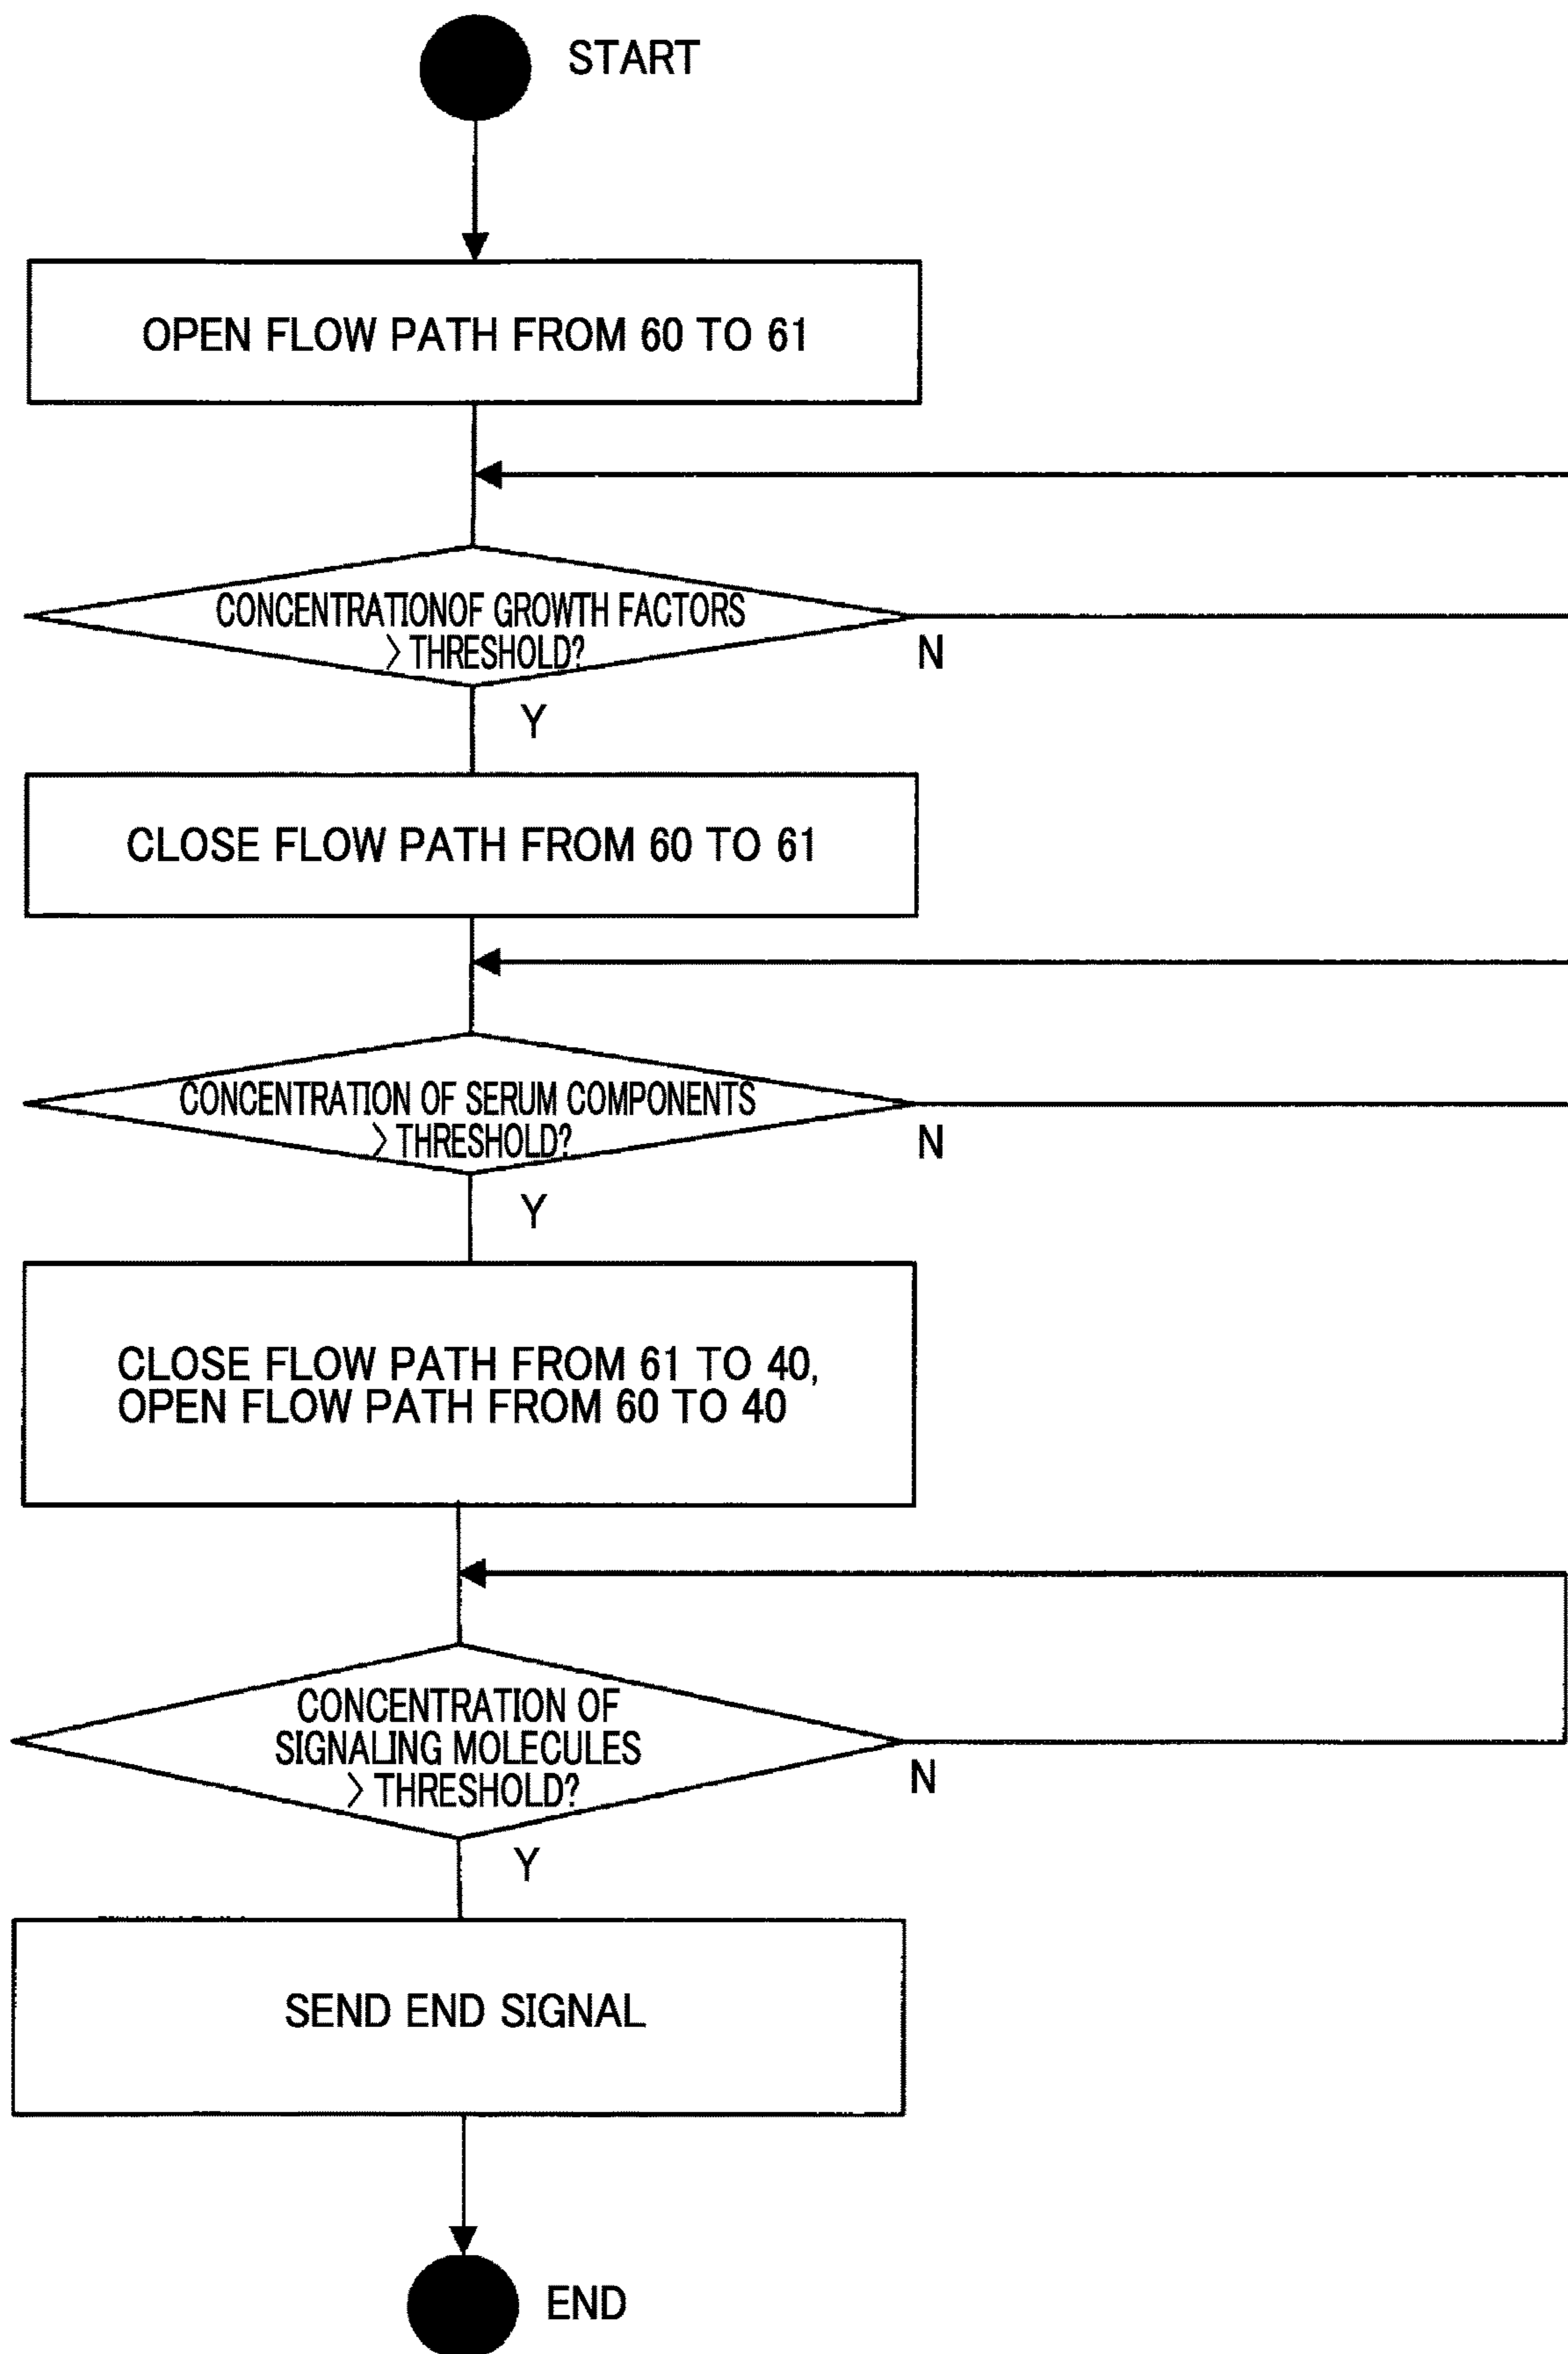 START
OPEN FLOW PATH FROM 60 TO 61
CONCENTRATIONOF GROWTH FACTORS
> THRESHOLD?
N
Y
CLOSE FLOW PATH FROM 60 TO 61
CONCENTRATION OF SERUM COMPONENTS
> THRESHOLD?
N
Y
CLOSE FLOW PATH FROM 61 TO 40,
OPEN FLOW PATH FROM 60 TO 40
CONCENTRATION OF
SIGNALING MOLECULES
> THRESHOLD?
N
Y
SEND END SIGNAL
END